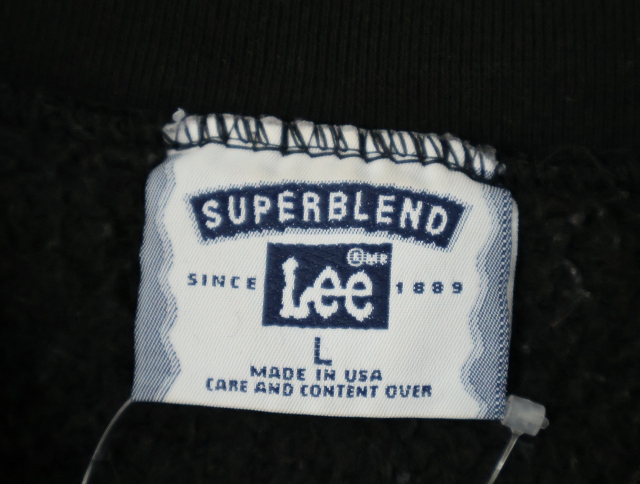 SUPERBLEND
SINCE Lee ®MR 1889
L
MADE IN USA
CARE AND CONTENT OVER